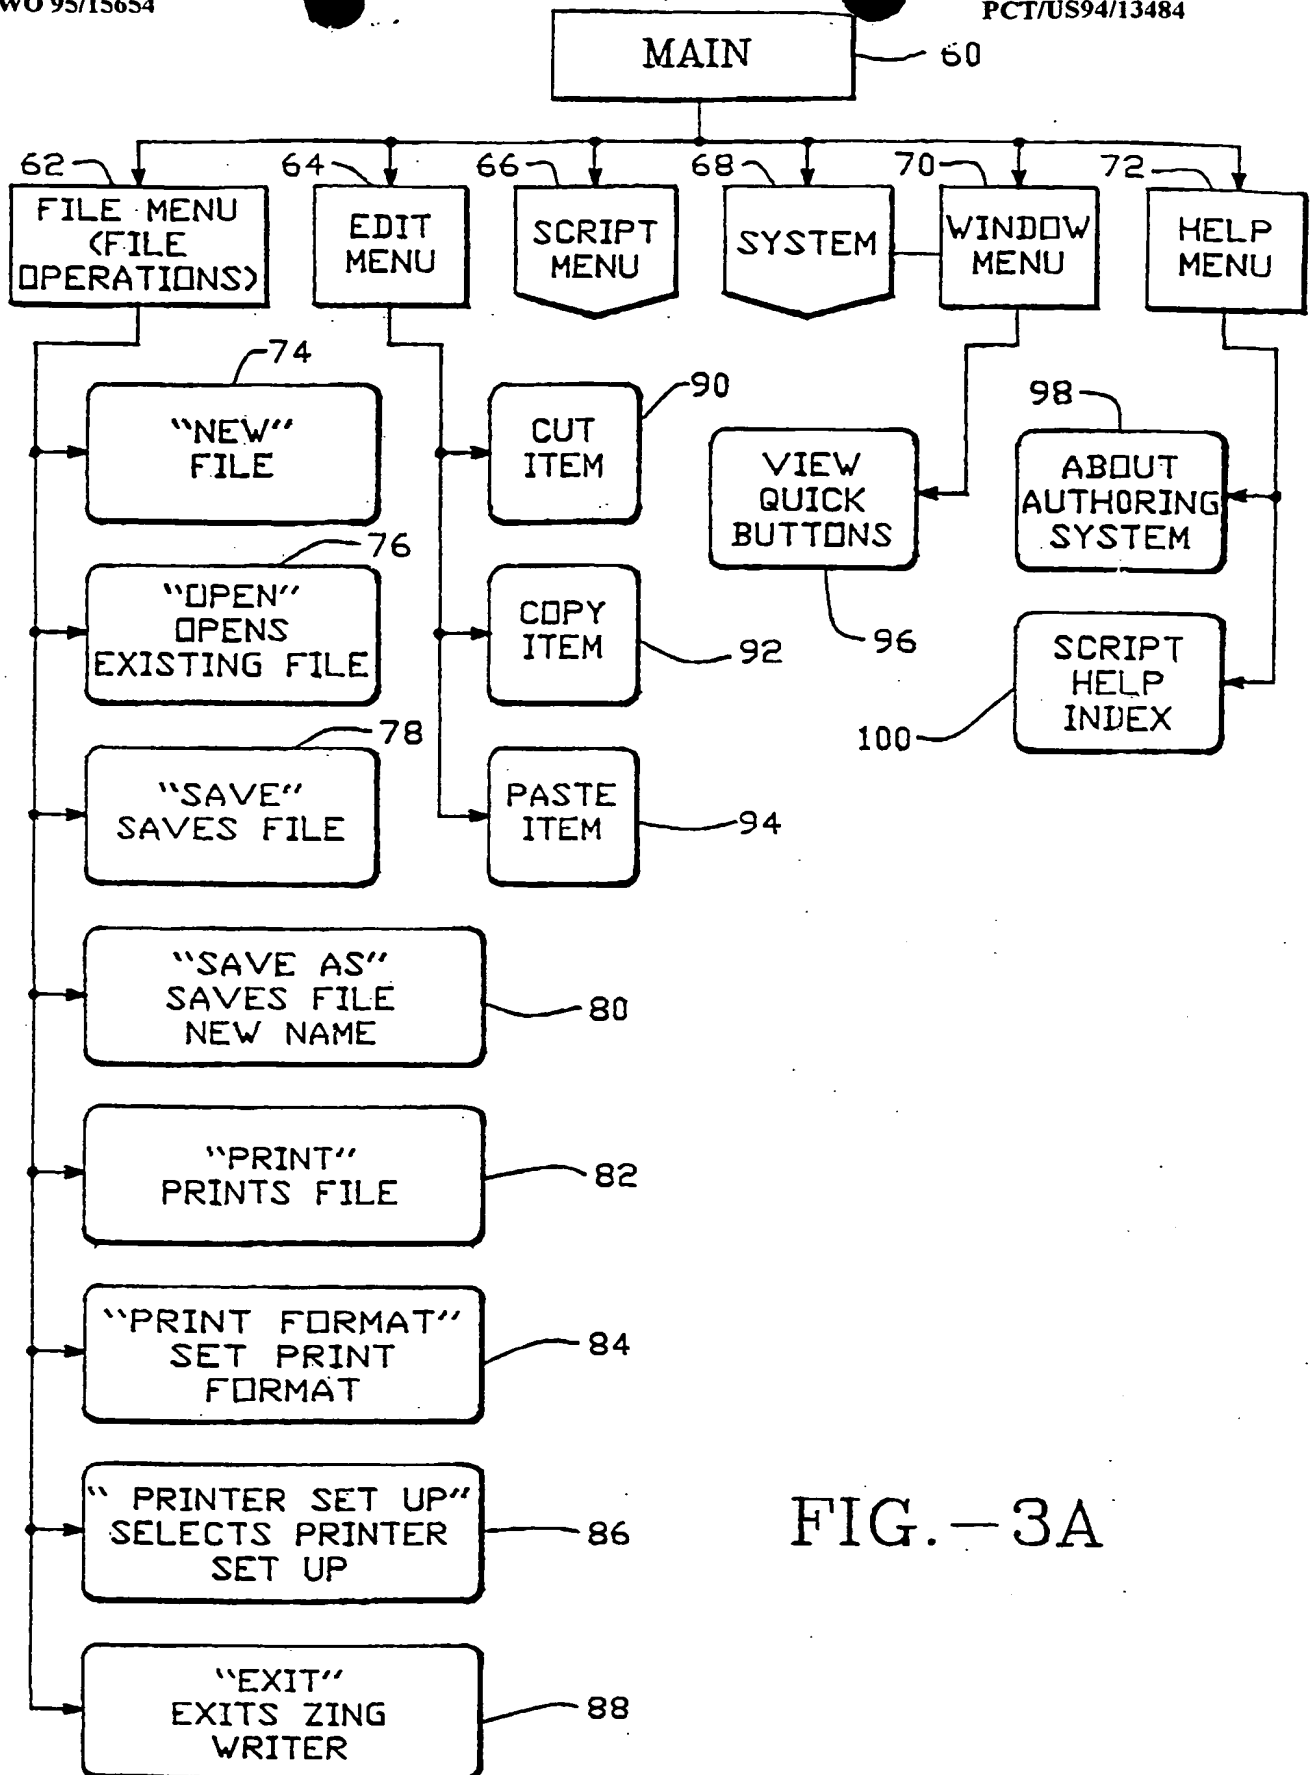 WO 95/15654
PCT/US94/13484
MAIN
60
62
64
66
68
70
72
FILE MENU
(FILE
OPERATIONS)
EDIT
MENU
SCRIPT
MENU
SYSTEM
WINDOW
MENU
HELP
MENU
74
"NEW"
FILE
90
CUT
ITEM
VIEW
QUICK
BUTTONS
96
98
ABOUT
AUTHORING
SYSTEM
76
"OPEN"
OPENS
EXISTING FILE
COPY
ITEM
92
SCRIPT
HELP
INDEX
100
78
"SAVE"
SAVES FILE
PASTE
ITEM
94
"SAVE AS"
SAVES FILE
NEW NAME
80
"PRINT"
PRINTS FILE
82
"PRINT FORMAT"
SET PRINT
FORMAT
84
" PRINTER SET UP"
SELECTS PRINTER
SET UP
86
"EXIT"
EXITS ZING
WRITER
88
FIG.-3A